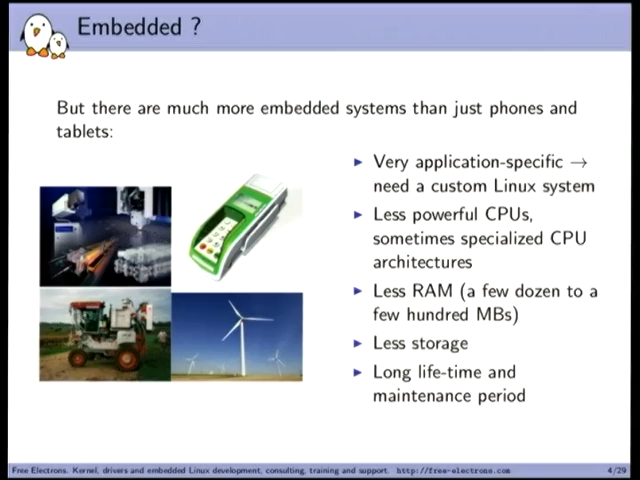 Embedded ?
But there are much more embedded systems than just phones and
tablets:
▶ Very application-specific →
need a custom Linux system
▶ Less powerful CPUs,
sometimes specialized CPU
architectures
▶ Less RAM (a few dozen to a
few hundred MBs)
▶ Less storage
▶ Long life-time and
maintenance period
Free Electrons. Kernel, drivers and embedded Linux development, consulting, training and support. http://free-electrons.com 4/29